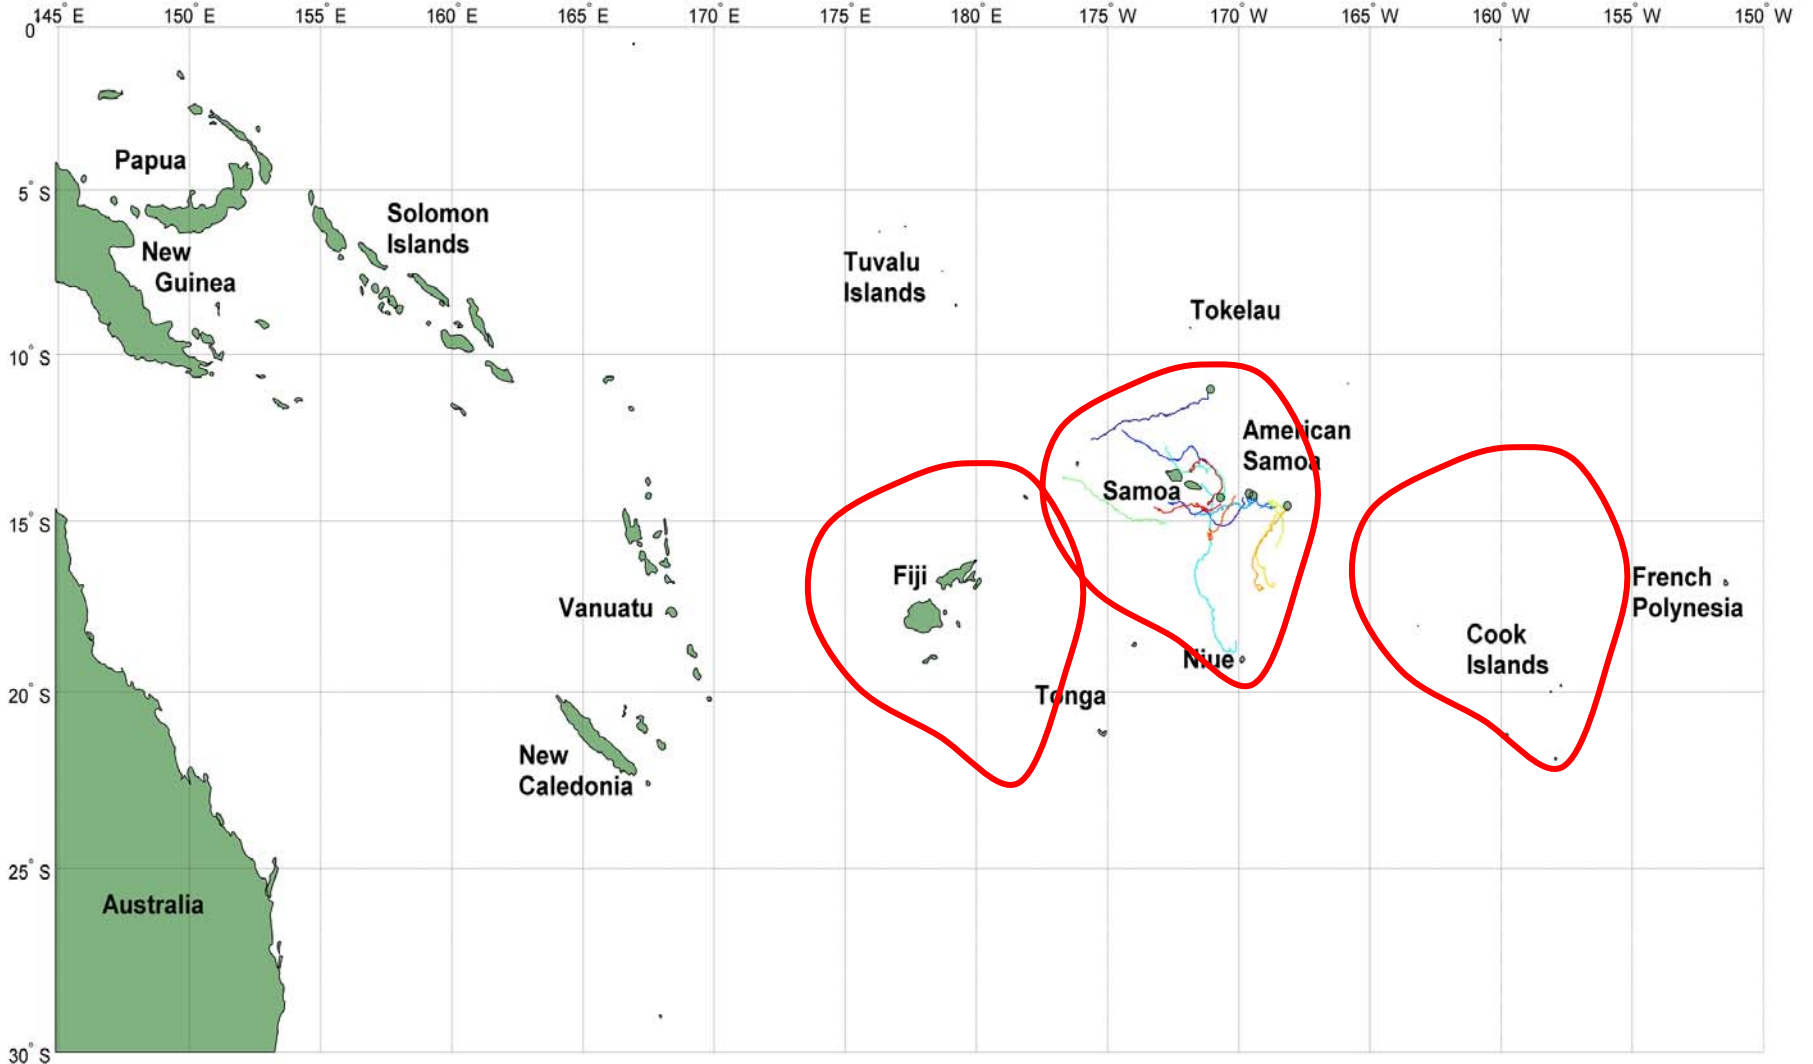 145° E 150° E 155° E 160° E 165° E 170° E 175° E 180° E 175° W 170° W 165° W 160° W 155° W 150° W
0
Papua
5° S
Solomon
Islands
New
Guinea
Tuvalu
Islands
Tokelau
10° S
American
Samoa
Samoa
15° S
Fiji
French
Polynesia
Vanuatu
Cook
Islands
Niue
20° S
Tonga
New
Caledonia
25° S
Australia
30° S